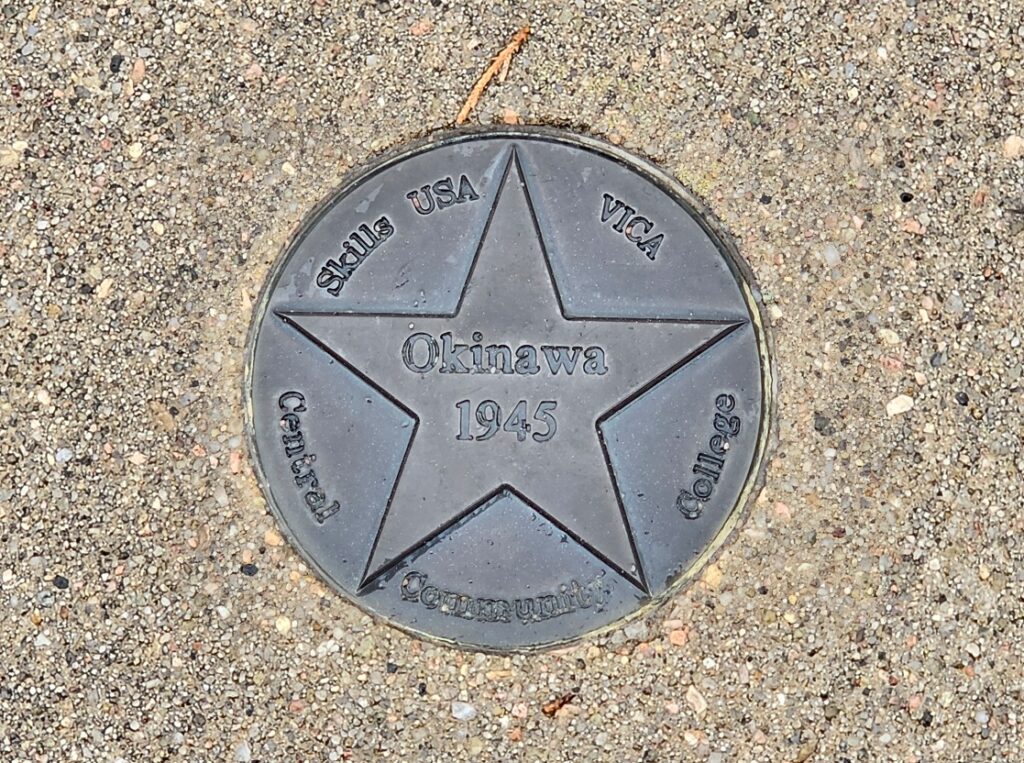 Skills USA VICA
Okinawa
1945
Central Community College